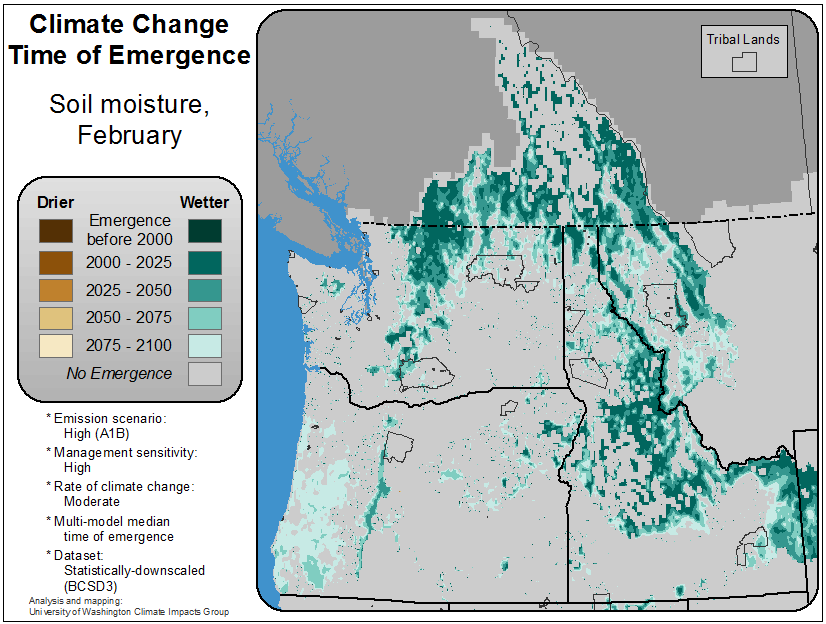 Climate Change
Time of Emergence
Soil moisture,
February
Tribal Lands
Drier
Wetter
Emergence
before 2000
2000 - 2025
2025 - 2050
2050 - 2075
2075 - 2100
No Emergence
* Emission scenario:
High (A1B)
* Management sensitivity:
High
* Rate of climate change:
Moderate
* Multi-model median
time of emergence
* Dataset:
Statistically-downscaled
(BCSD3)
Analysis and mapping:
University of Washington Climate Impacts Group